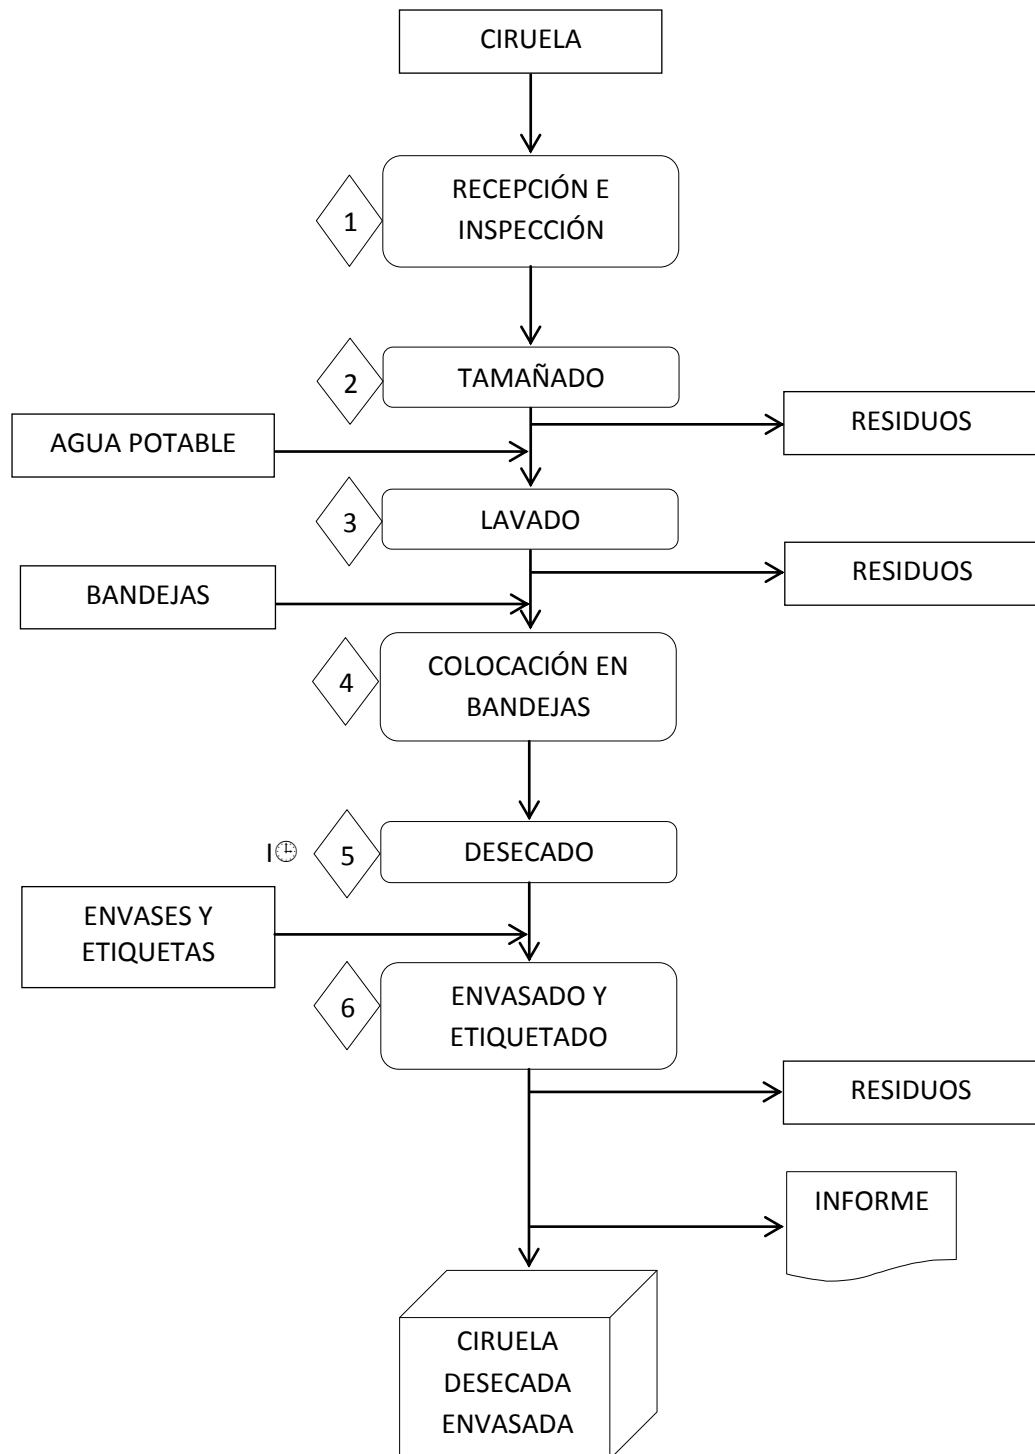 CIRUELA
1
RECEPCIÓN E
INSPECCIÓN
2
TAMAÑADO
RESIDUOS
AGUA POTABLE
3
LAVADO
RESIDUOS
BANDEJAS
4
COLOCACIÓN EN
BANDEJAS
I🕒
5
DESECADO
ENVASES Y
ETIQUETAS
6
ENVASADO Y
ETIQUETADO
RESIDUOS
INFORME
CIRUELA
DESECADA
ENVASADA